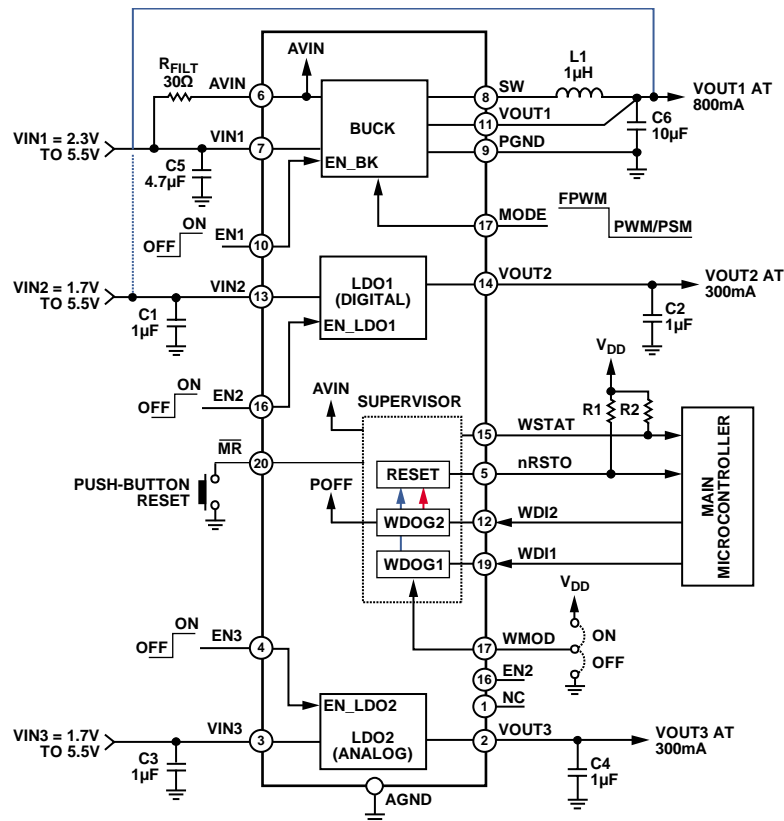 AVIN
R_FILT
30Ω
AVIN
6
BUCK
8
SW
L1
1µH
VOUT1 AT
800mA
11
VOUT1
C6
10µF
VIN1 = 2.3V
TO 5.5V
VIN1
7
9
PGND
C5
4.7µF
EN_BK
ON
OFF
EN1
10
17
MODE
FPWM
PWM/PSM
VIN2 = 1.7V
TO 5.5V
VIN2
13
LDO1
(DIGITAL)
EN_LDO1
14
VOUT2
VOUT2 AT
300mA
C1
1µF
C2
1µF
ON
OFF
EN2
16
VDD
R1
R2
AVIN
SUPERVISOR
15
WSTAT
MR
20
RESET
5
nRSTO
PUSH-BUTTON
RESET
POFF
WDOG2
12
WDI2
WDOG1
19
WDI1
MAIN
MICROCONTROLLER
VDD
ON
OFF
17
WMOD
ON
OFF
EN3
4
16
EN2
1
NC
EN_LDO2
LDO2
(ANALOG)
VIN3 = 1.7V
TO 5.5V
VIN3
3
2
VOUT3
VOUT3 AT
300mA
C3
1µF
C4
1µF
AGND